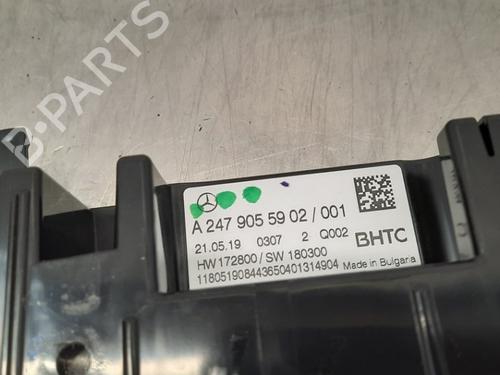 B-PARTS
A 247 905 59 02 / 001
21.05.19 0307 2 Q002
BHTC
HW 172800 / SW 180300
118051908443650401314904 Made in Bulgaria